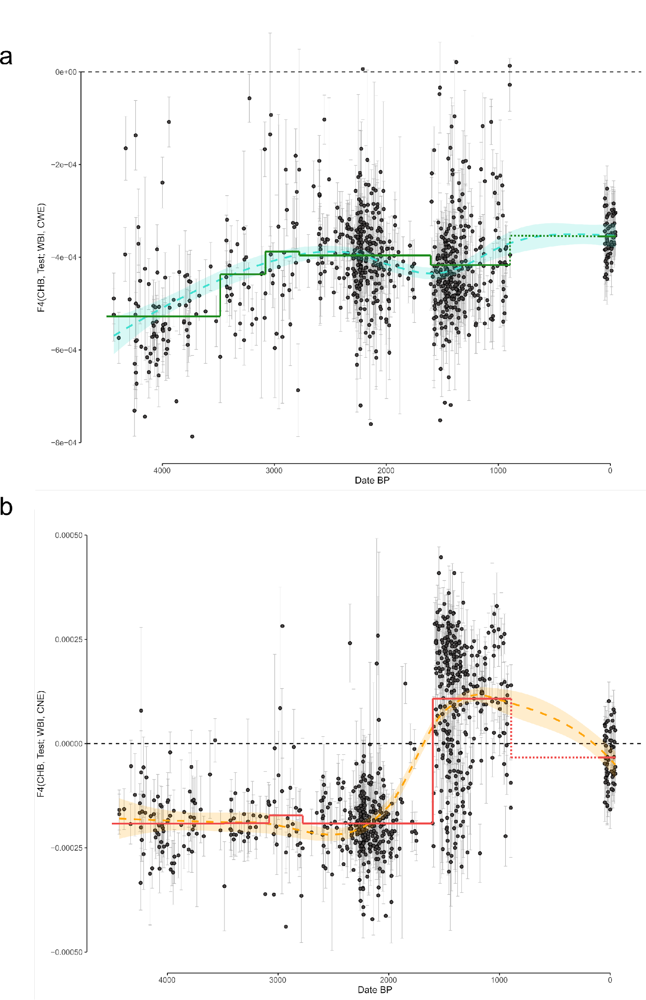 a
0e+00
−2e−04
−4e−04
−6e−04
−8e−04
F4(CHB, Test; WBI, CWE)
4000 3000 2000 1000 0
Date BP
b
0.00050
0.00025
0.00000
−0.00025
−0.00050
F4(CHB, Test; WBI, CNE)
4000 3000 2000 1000 0
Date BP